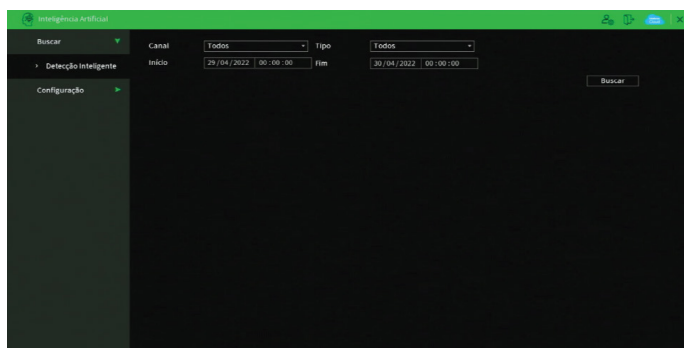 Inteligência Artificial
Buscar
Detecção Inteligente
Configuração
Canal Todos Tipo Todos
Início 29/04/2022 00:00:00 Fim 30/04/2022 00:00:00
Buscar